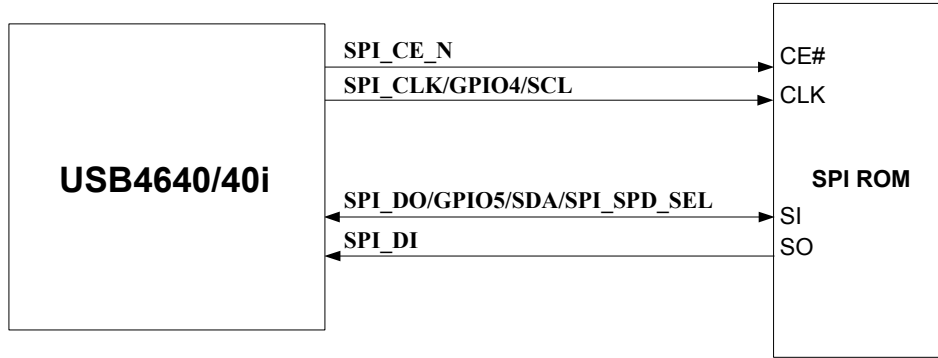 SPI_CE_N
CE#
SPI_CLK/GPIO4/SCL
CLK
USB4640/40i
SPI ROM
SPI_DO/GPIO5/SDA/SPI_SPD_SEL
SI
SPI_DI
SO